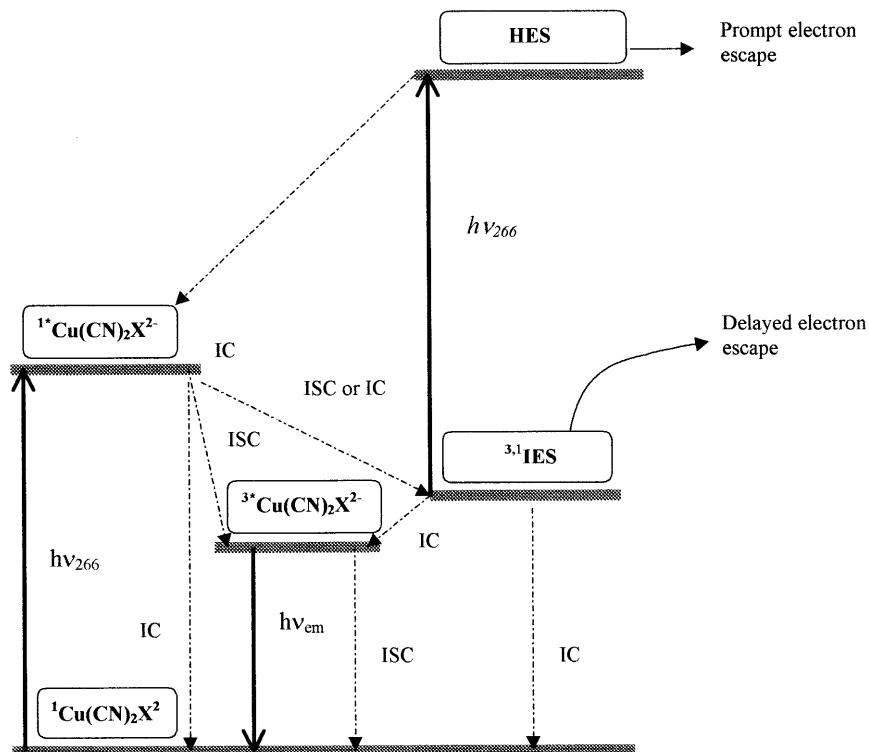 HES
Prompt electron
escape
hν266
1*Cu(CN)2X2-
IC
Delayed electron
escape
ISC or IC
ISC
3,1IES
3*Cu(CN)2X2-
IC
hν266
hνem
IC
ISC
IC
1Cu(CN)2X2